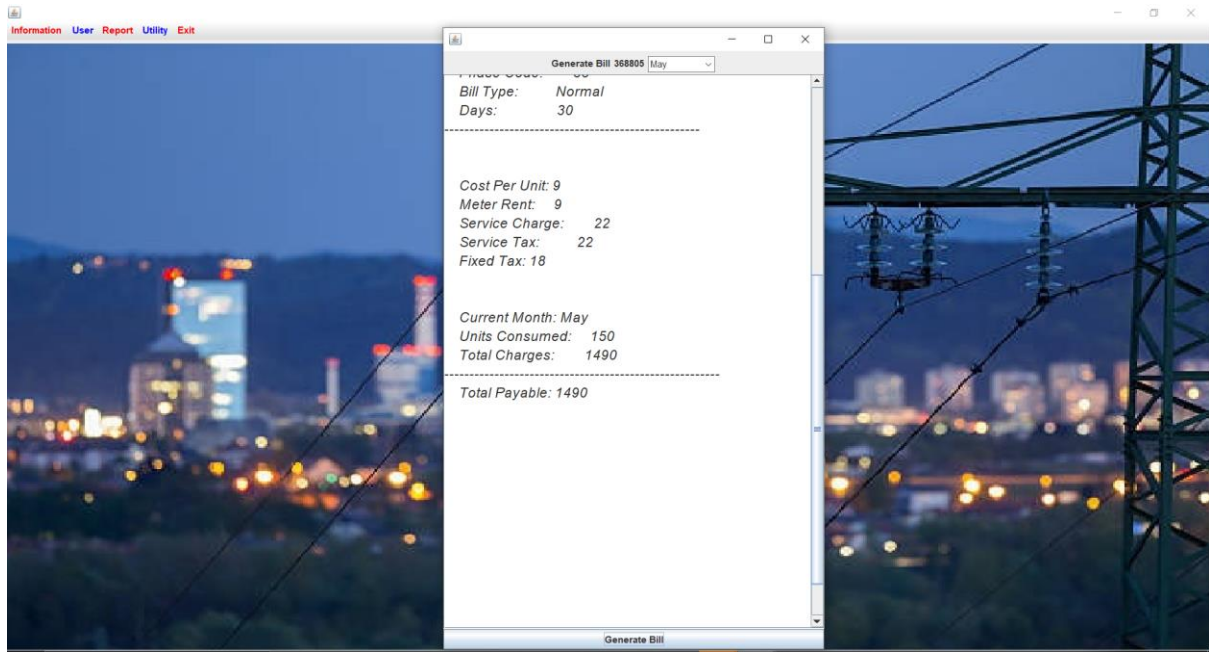 Information User Report Utility Exit
Generate Bill 368805 May
Bill Type: Normal
Days: 30
--------------------------------------------------
Cost Per Unit: 9
Meter Rent: 9
Service Charge: 22
Service Tax: 22
Fixed Tax: 18
Current Month: May
Units Consumed: 150
Total Charges: 1490
------------------------------------------------------
Total Payable: 1490
Generate Bill